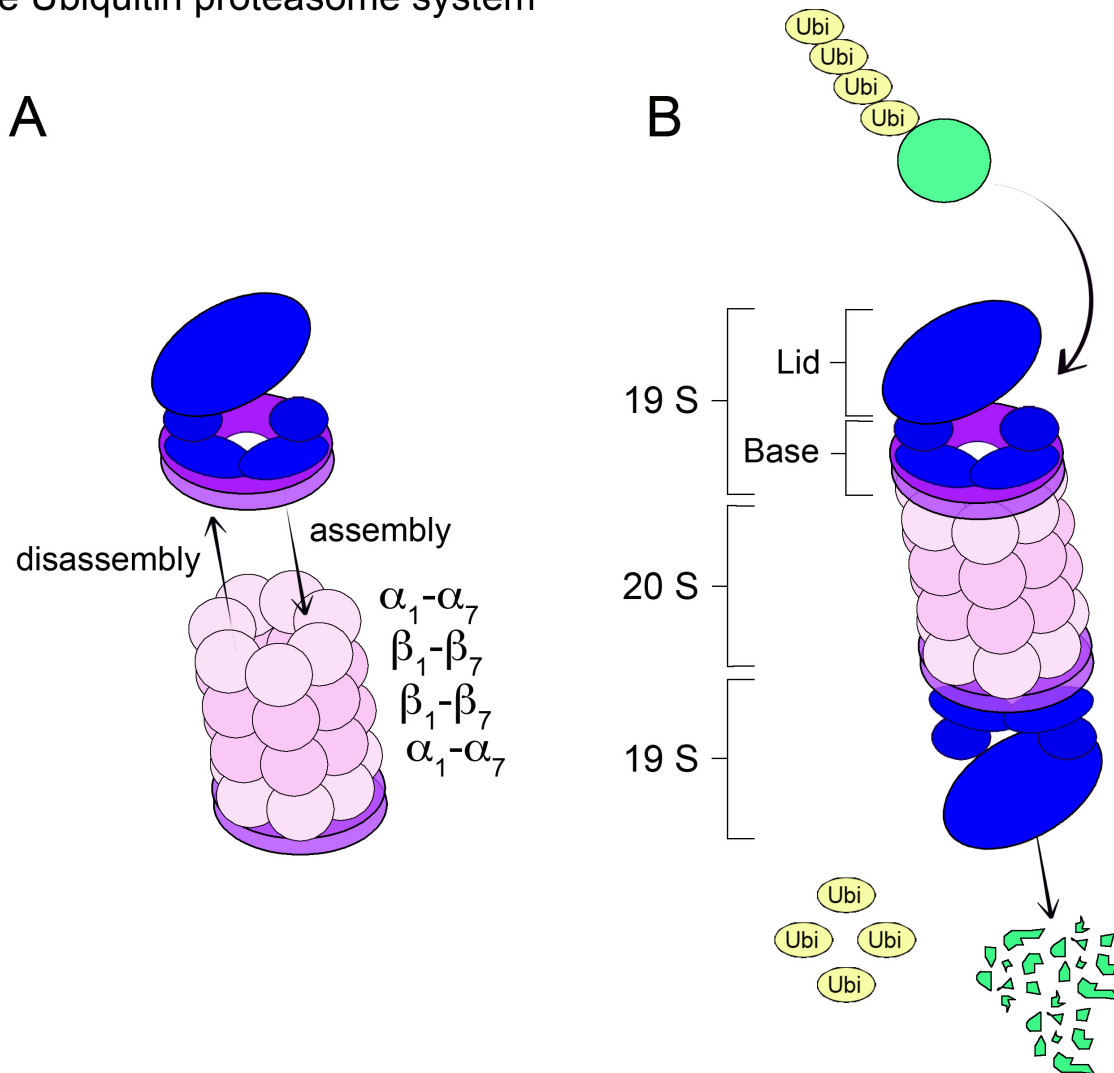 e Ubiquitin proteasome system
A
B
Ubi
Ubi
Ubi
Ubi
Lid
19 S
Base
disassembly
assembly
α1-α7
β1-β7
β1-β7
α1-α7
20 S
19 S
Ubi
Ubi
Ubi
Ubi